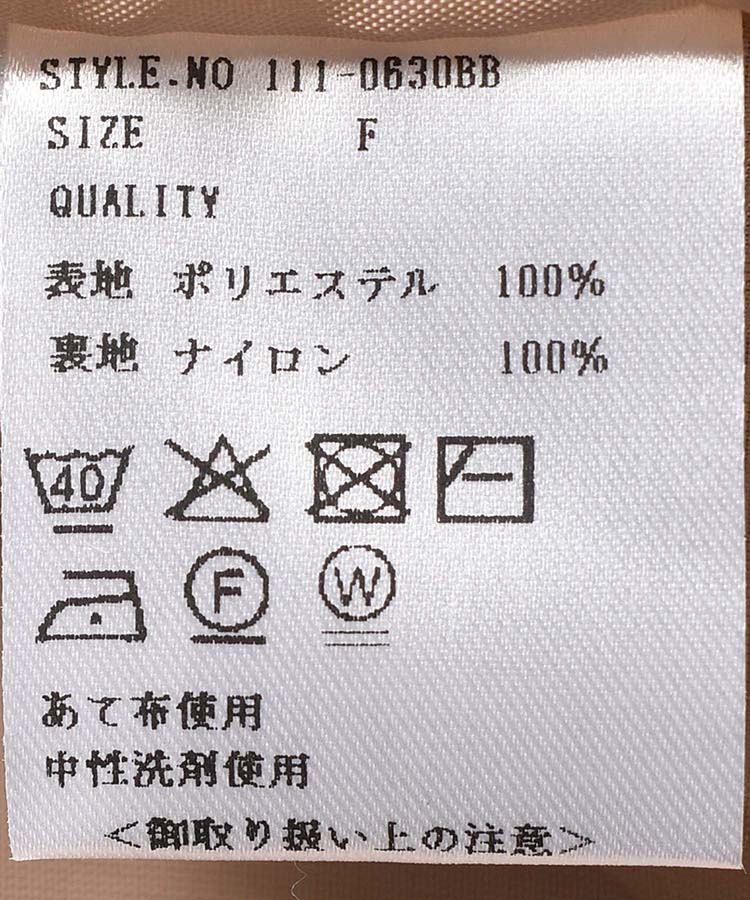 STYLE.NO 111-0630BB
SIZE F
QUALITY
表地 ポリエステル 100%
裏地 ナイロン 100%
40
F W
あて布使用
中性洗剤使用
<御取り扱い上の注意>